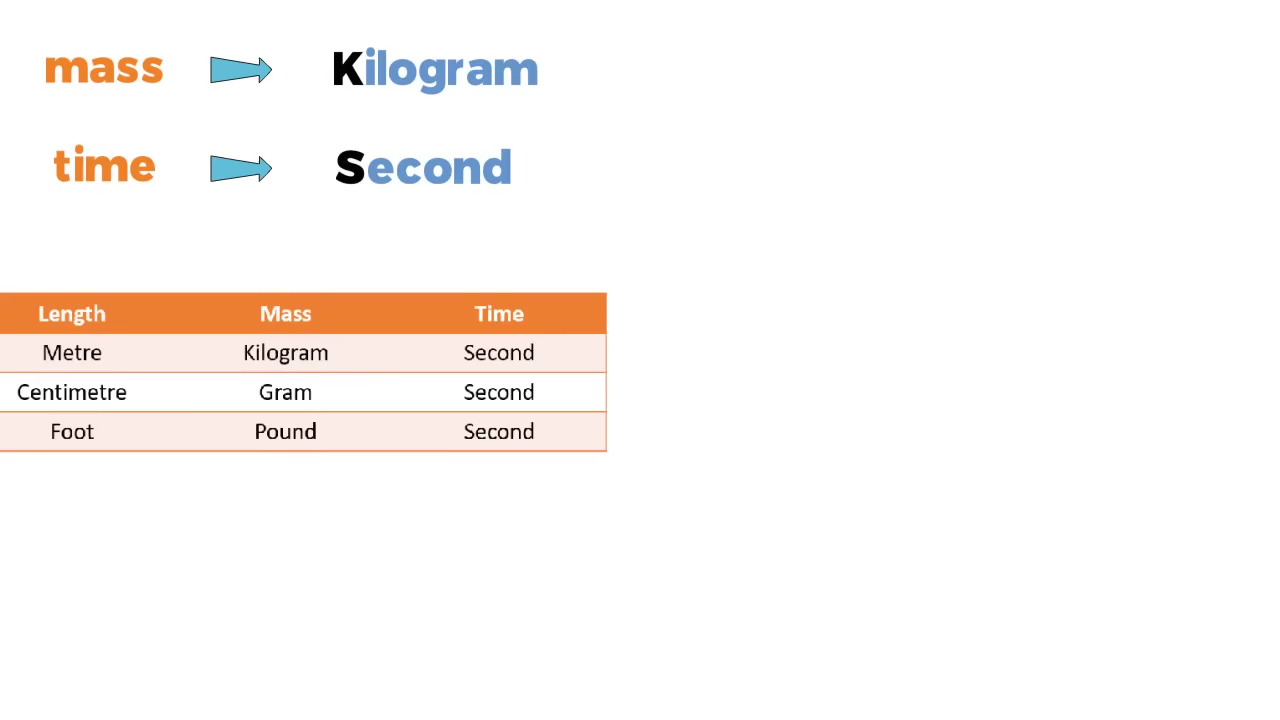 mass Kilogram
time Second
Length Mass Time
Metre Kilogram Second
Centimetre Gram Second
Foot Pound Second